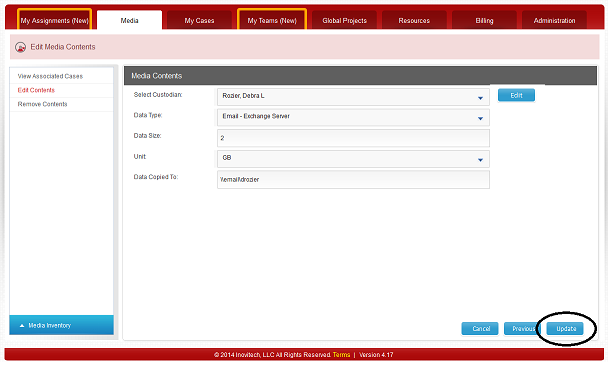 My Assignments (New) Media My Cases My Teams (New) Global Projects Resources Billing Administration
Edit Media Contents
View Associated Cases
Edit Contents
Remove Contents
Media Contents
Select Custodian: Rozier, Debra L. Edit
Data Type: Email - Exchange Server
Data Size: 2
Unit: GB
Data Copied To: \\email\drozier
Media Inventory
Cancel Previous Update
© 2014 Inovitech, LLC All Rights Reserved. Terms | Version 4.17